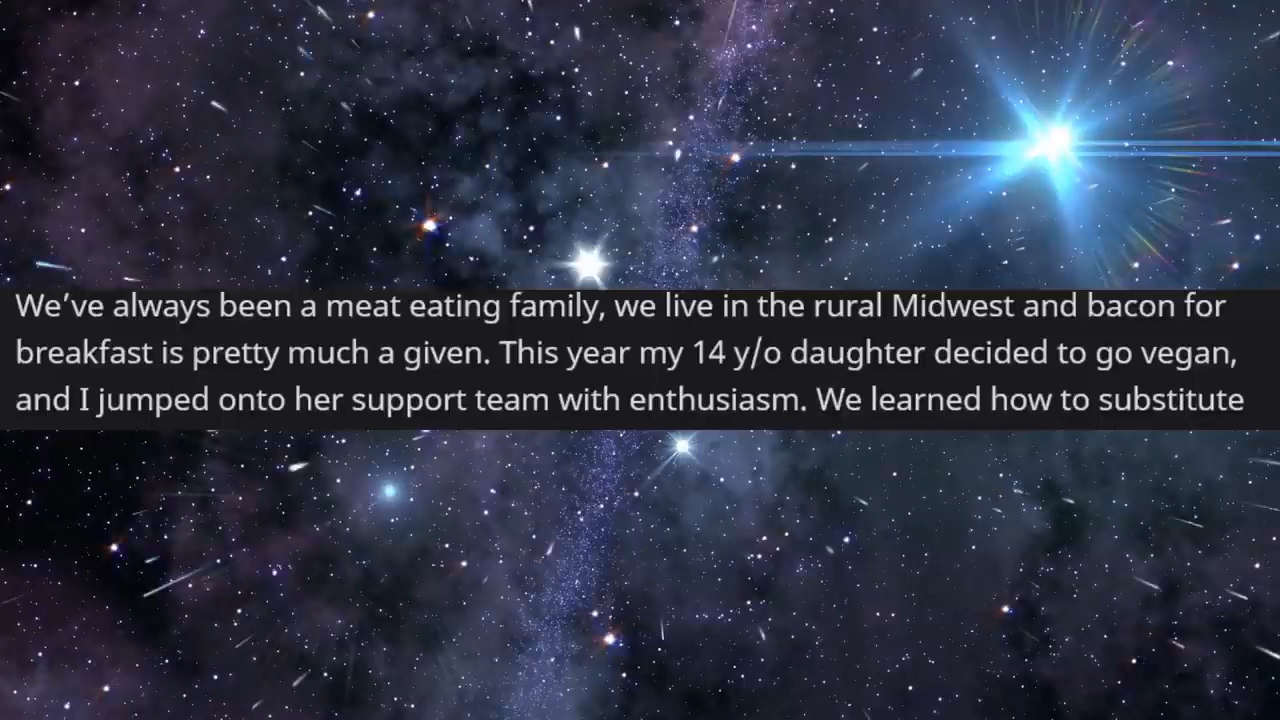 We’ve always been a meat eating family, we live in the rural Midwest and bacon for
breakfast is pretty much a given. This year my 14 y/o daughter decided to go vegan,
and I jumped onto her support team with enthusiasm. We learned how to substitute